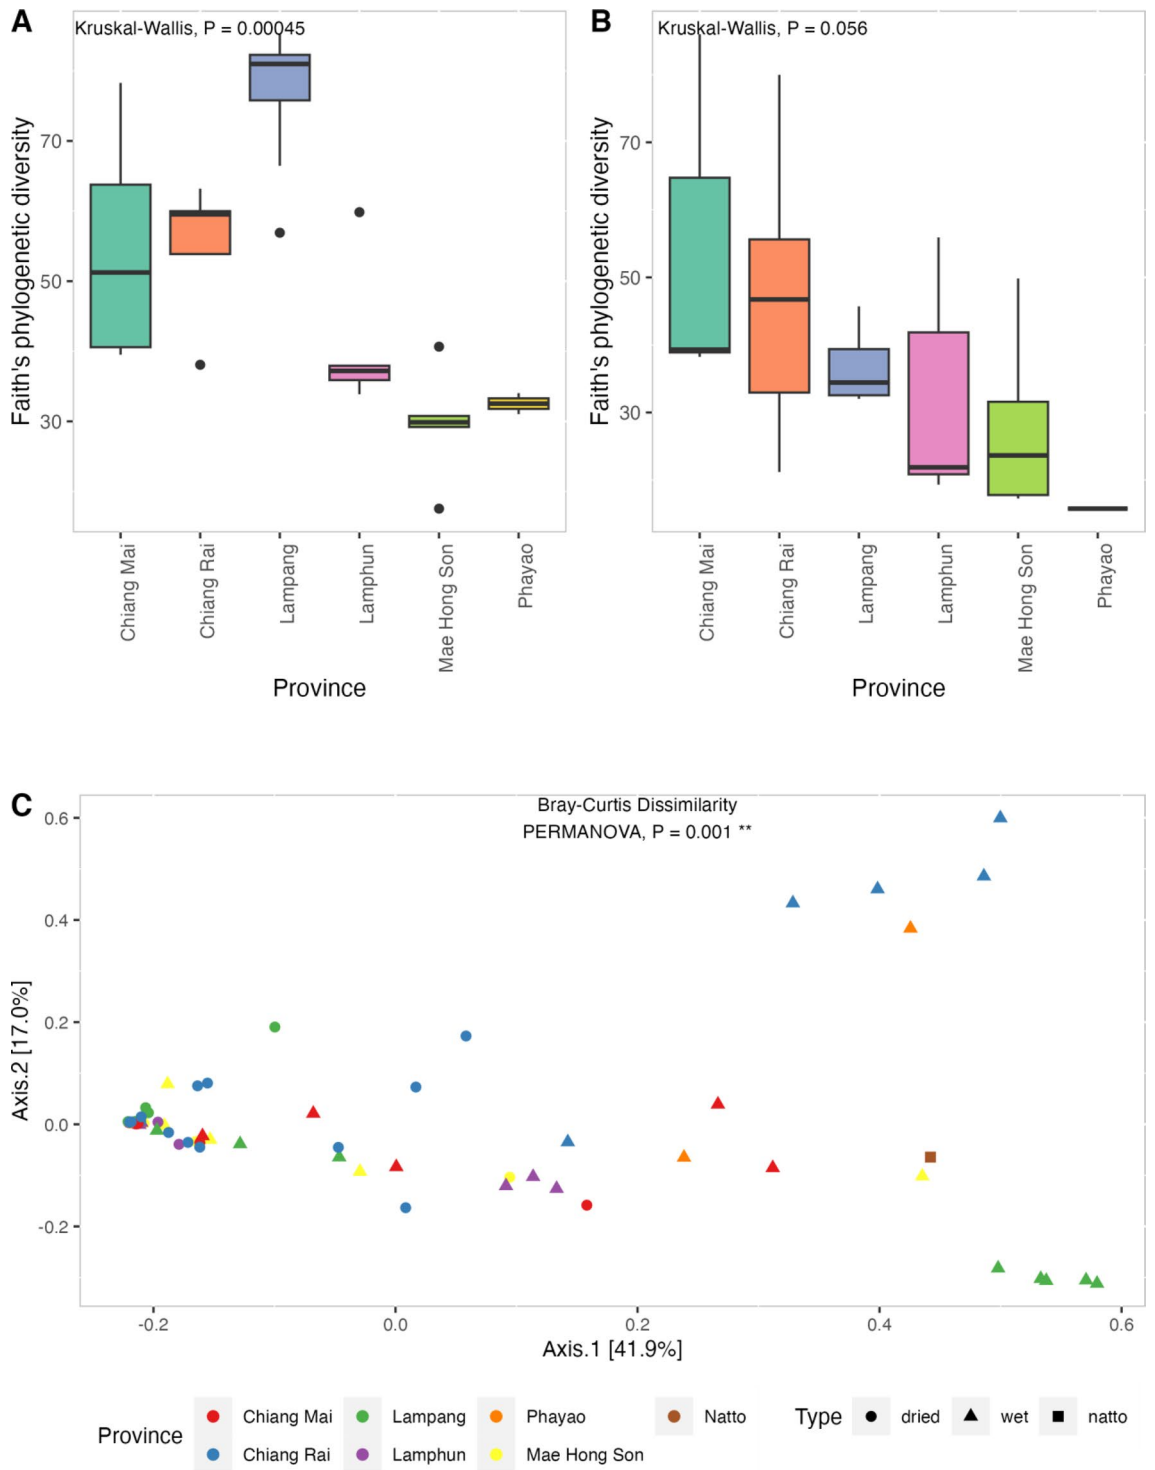 A
Kruskal-Wallis, P = 0.00045
Faith's phylogenetic diversity
70
50
30
Chiang Mai
Chiang Rai
Lampang
Lamphun
Mae Hong Son
Phayao
Province
B
Kruskal-Wallis, P = 0.056
Faith's phylogenetic diversity
70
50
30
Chiang Mai
Chiang Rai
Lampang
Lamphun
Mae Hong Son
Phayao
Province
C
Bray-Curtis Dissimilarity
PERMANOVA, P = 0.001 **
Axis.2 [17.0%]
0.6
0.4
0.2
0.0
-0.2
-0.2 0.0 0.2 0.4 0.6
Axis.1 [41.9%]
Province
Chiang Mai Lampang Phayao Natto
Chiang Rai Lamphun Mae Hong Son
Type dried wet natto